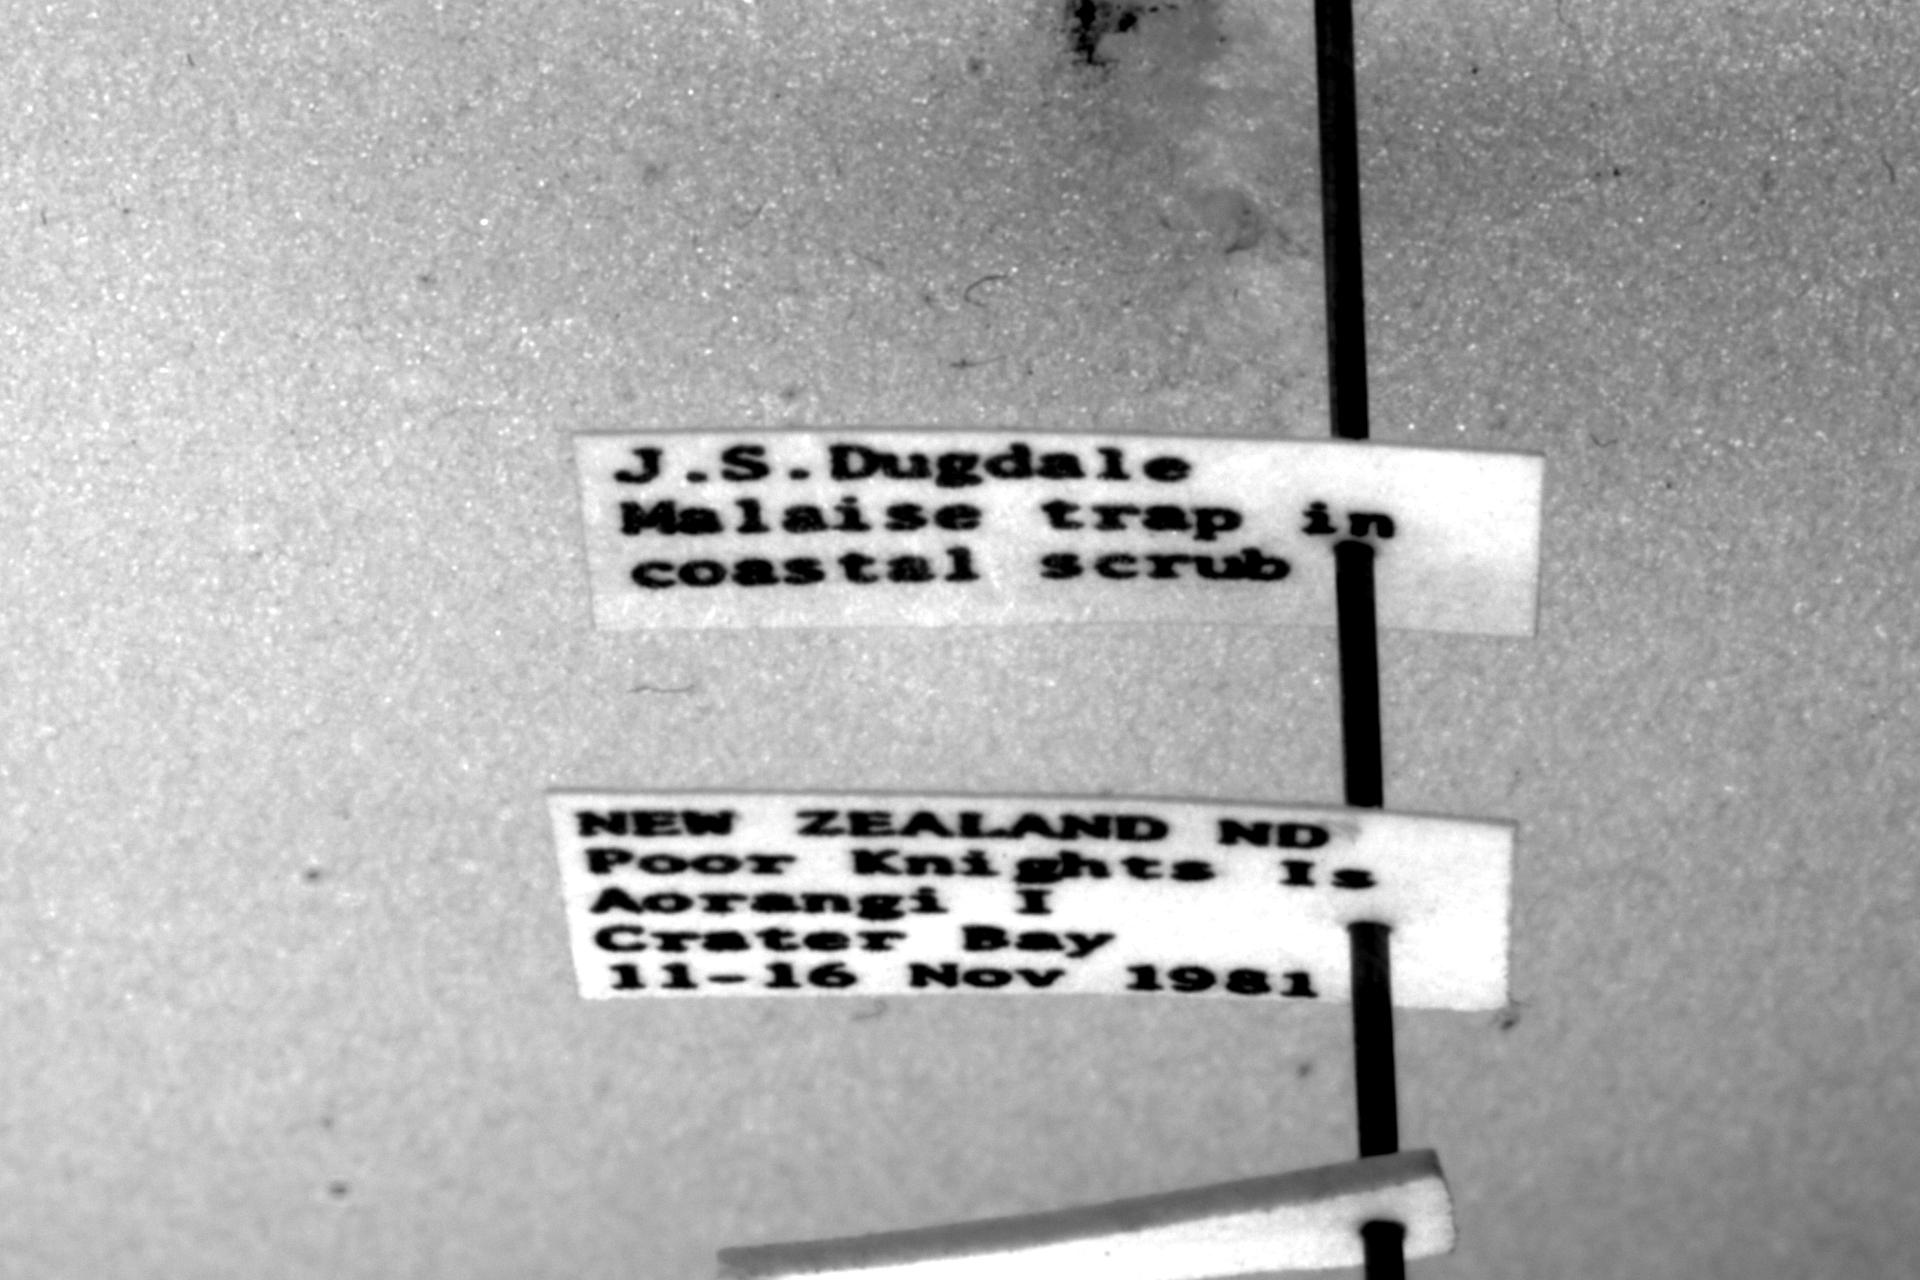 J.S.Dugdale
Malaise trap in
coastal scrub
NEW ZEALAND ND
Poor Knights Is
Aorangi I
Crater Bay
11-16 Nov 1981